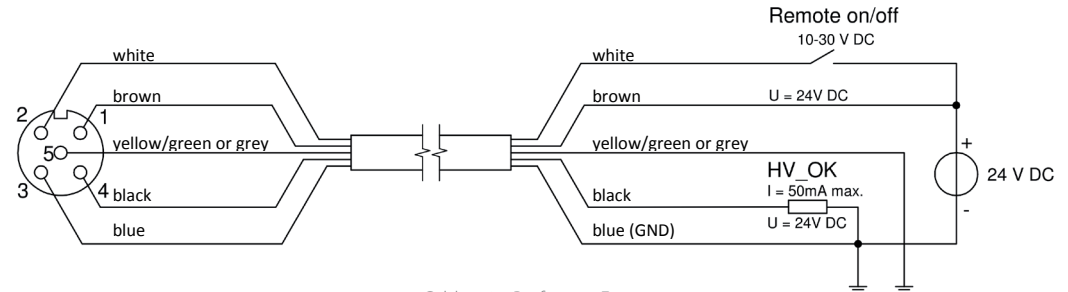 Remote on/off
10-30 V DC
white
white
brown
brown
U = 24V DC
2
1
yellow/green or grey
yellow/green or grey
5
+
24 V DC
-
HV_OK
I = 50mA max.
U = 24V DC
3
4
black
black
blue
blue (GND)